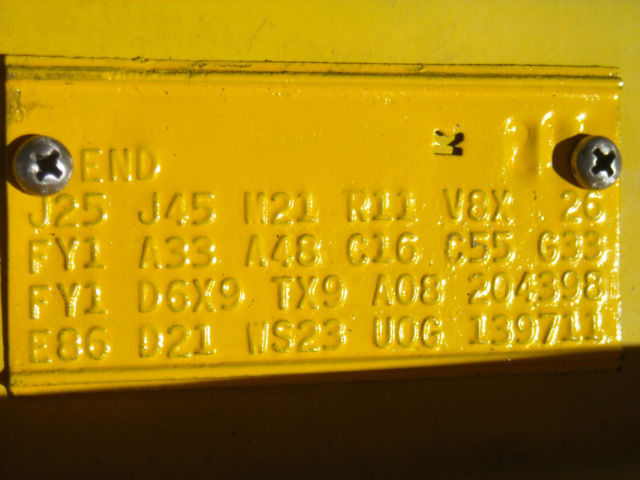 K
END
J25 J45 M21 R11 V8X 26
FY1 A33 A48 C16 C55 G33
FY1 D6X9 TX9 A08 204398
E86 D21 WS23 U0G 139711